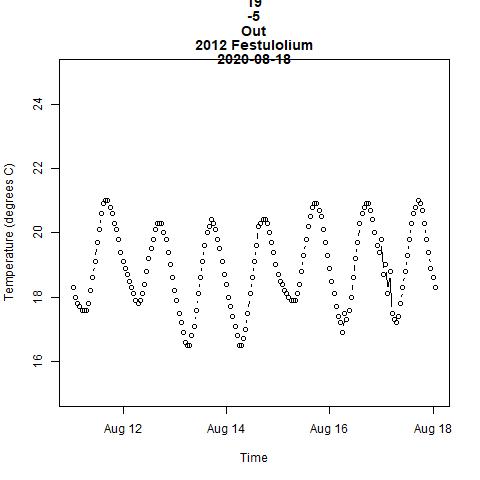 19
-5
Out
2012 Festulolium
2020-08-18
Temperature (degrees C)
24
22
20
18
16
Aug 12 Aug 14 Aug 16 Aug 18
Time